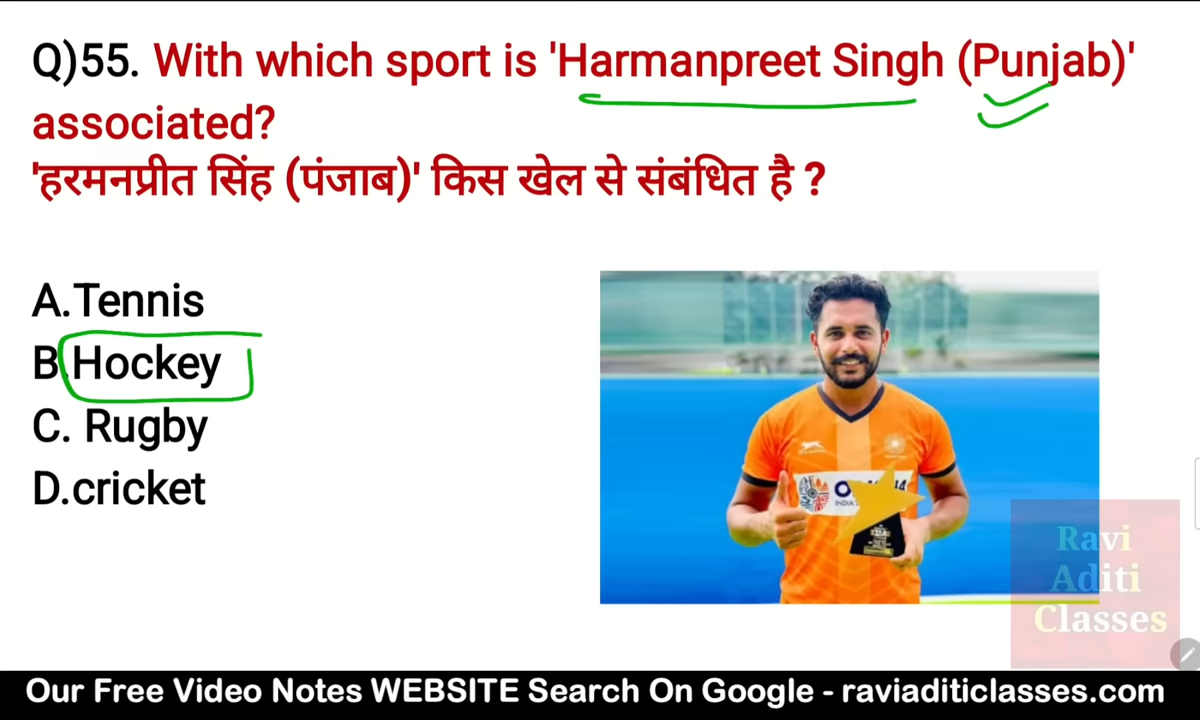 Q)55. With which sport is 'Harmanpreet Singh (Punjab)'
associated?
'हरमनप्रीत सिंह (पंजाब)' किस खेल से संबंधित है ?
A.Tennis
B Hockey
C. Rugby
D.cricket
INDIA
Ravi
Aditi
Classes
Our Free Video Notes WEBSITE Search On Google - raviaditiclasses.com